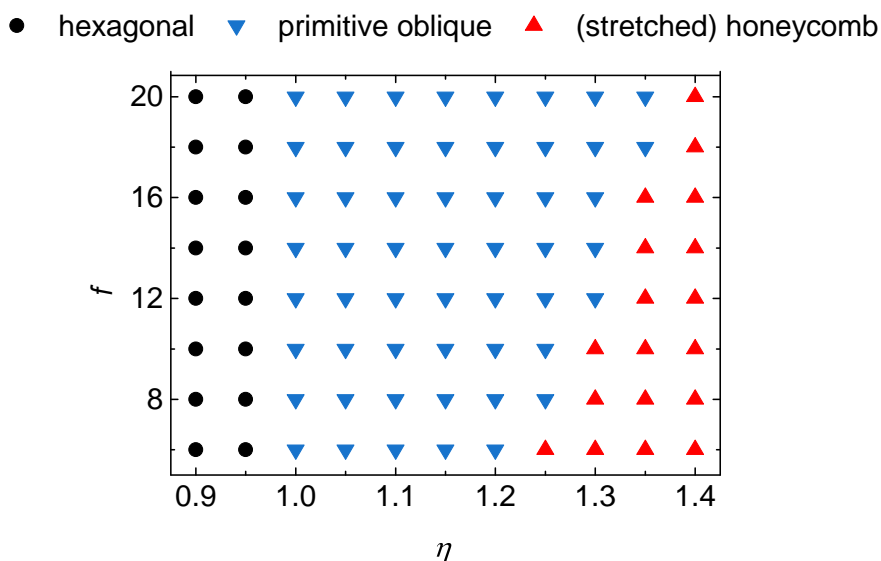 hexagonal primitive oblique (stretched) honeycomb
20
16
12
8
f
0.9 1.0 1.1 1.2 1.3 1.4
η